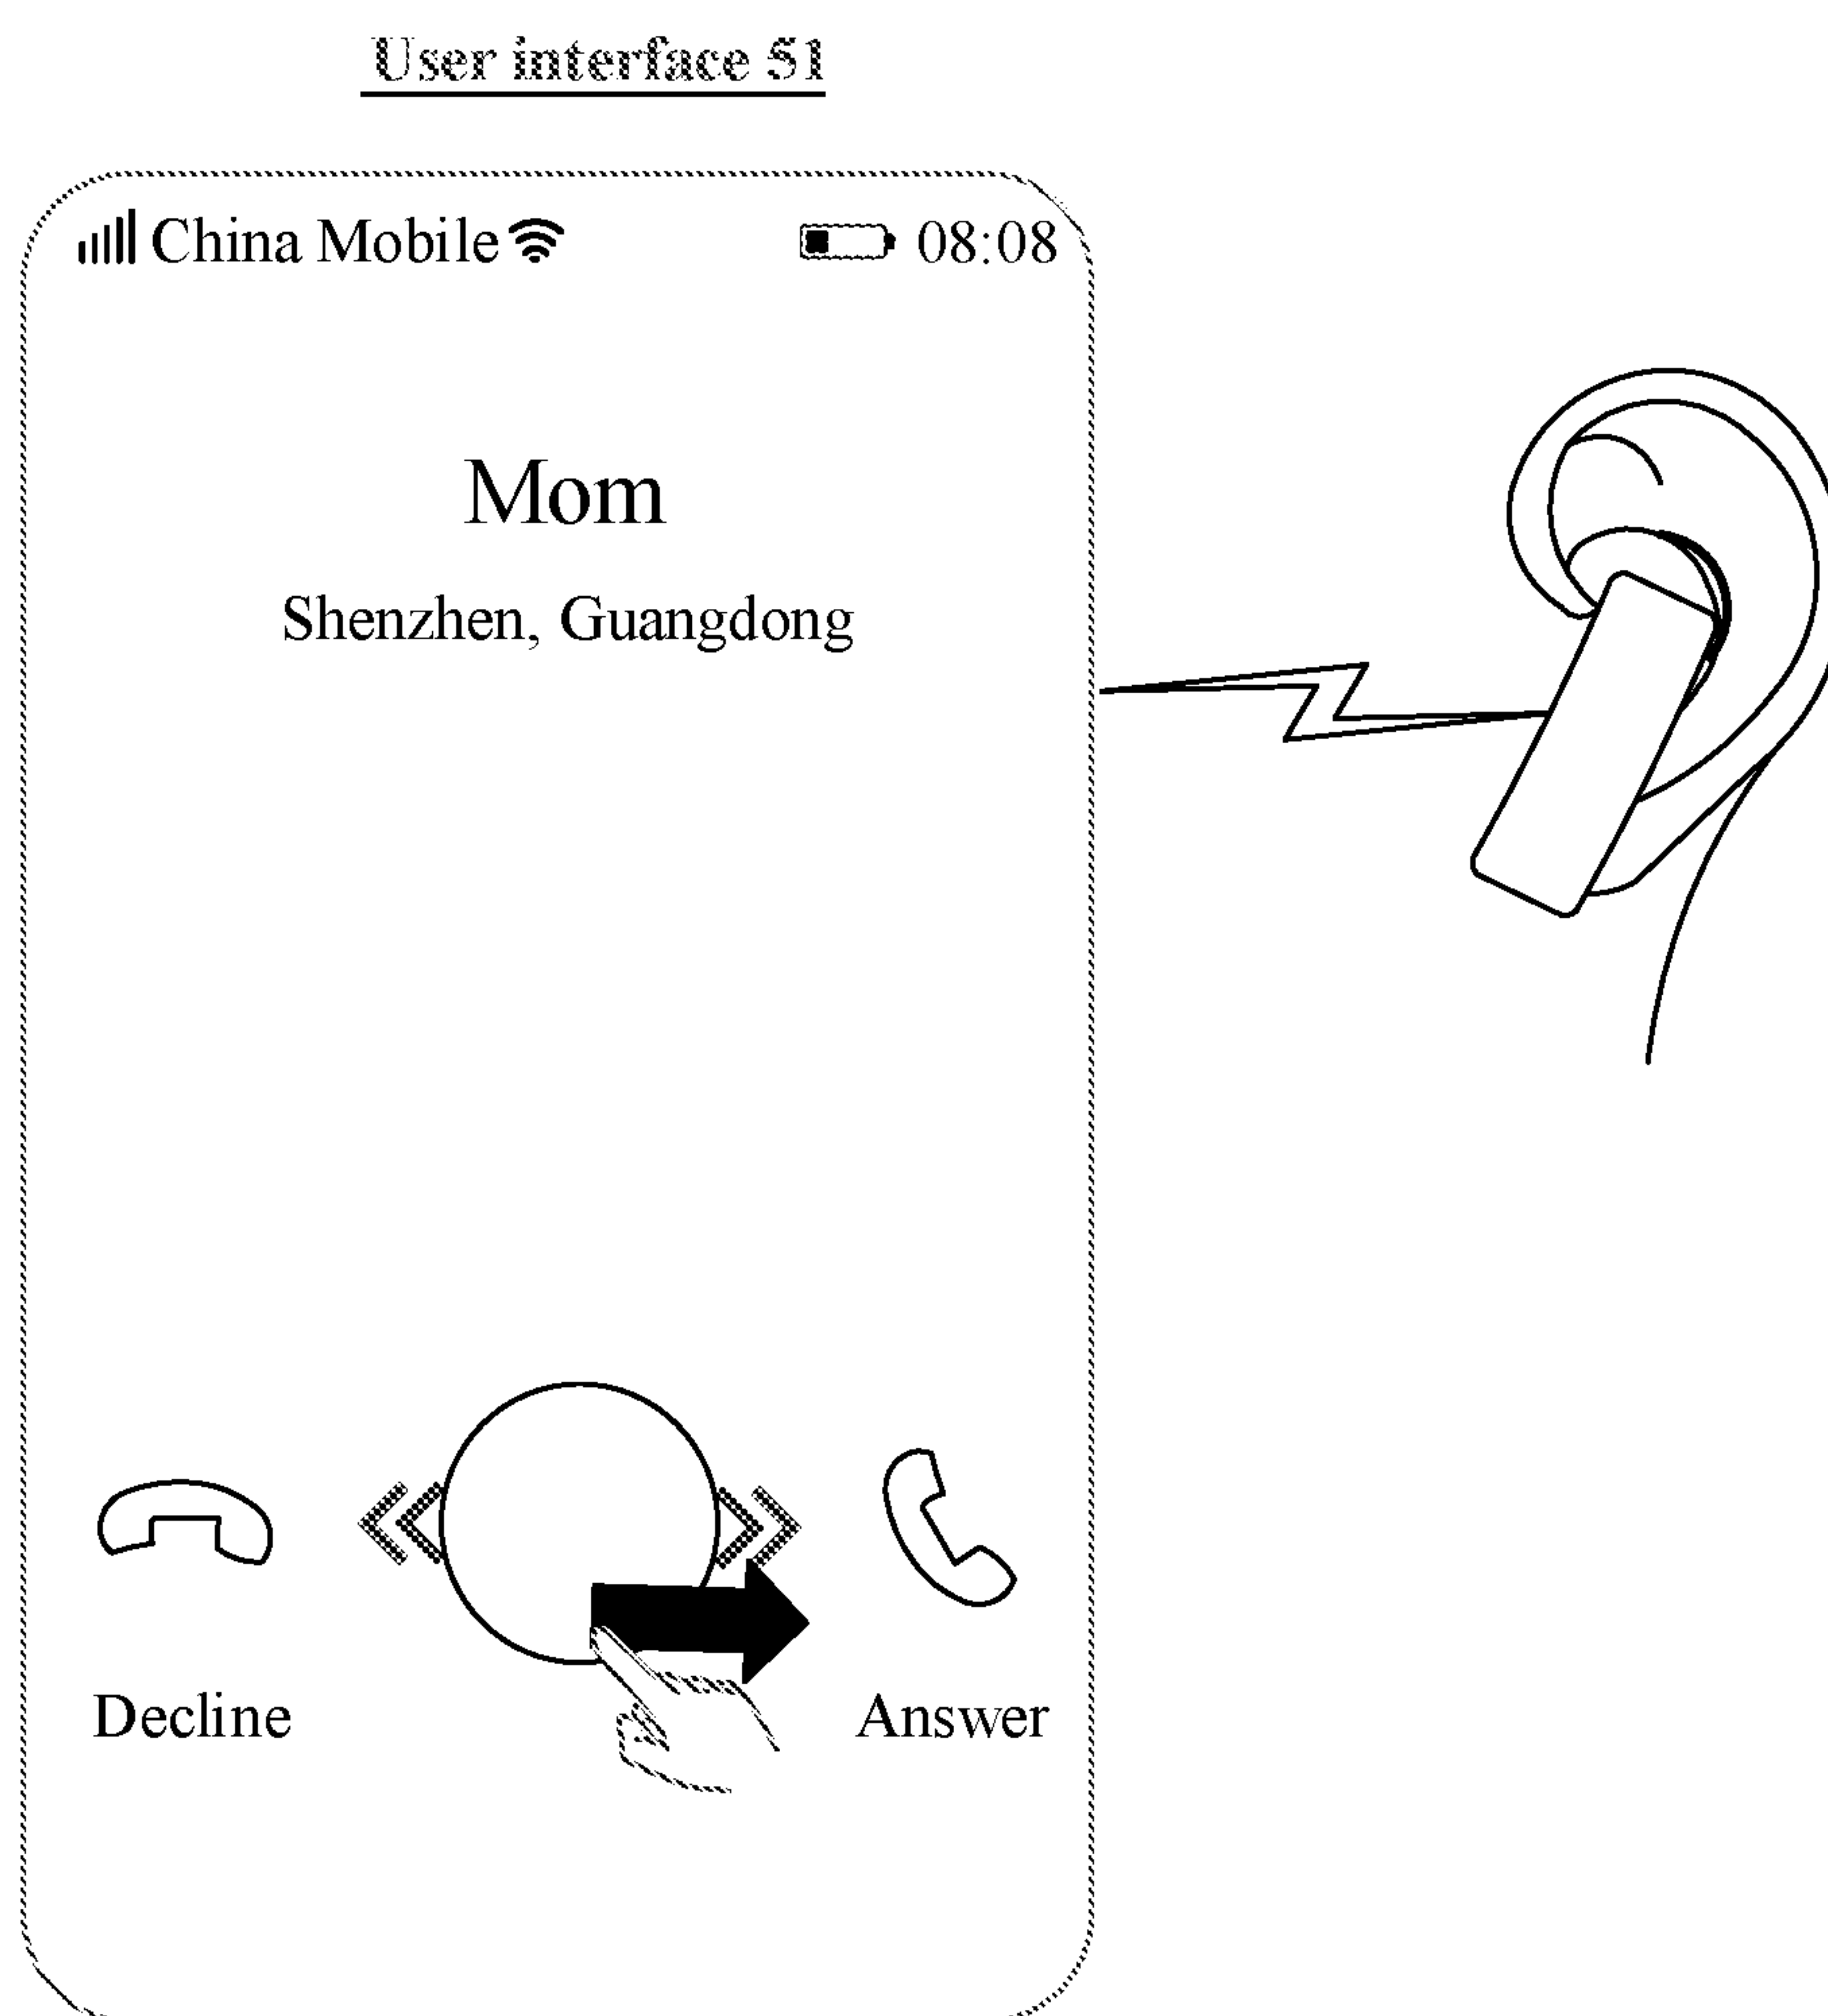 User interface 51
China Mobile 08:08
Mom
Shenzhen, Guangdong
Decline Answer